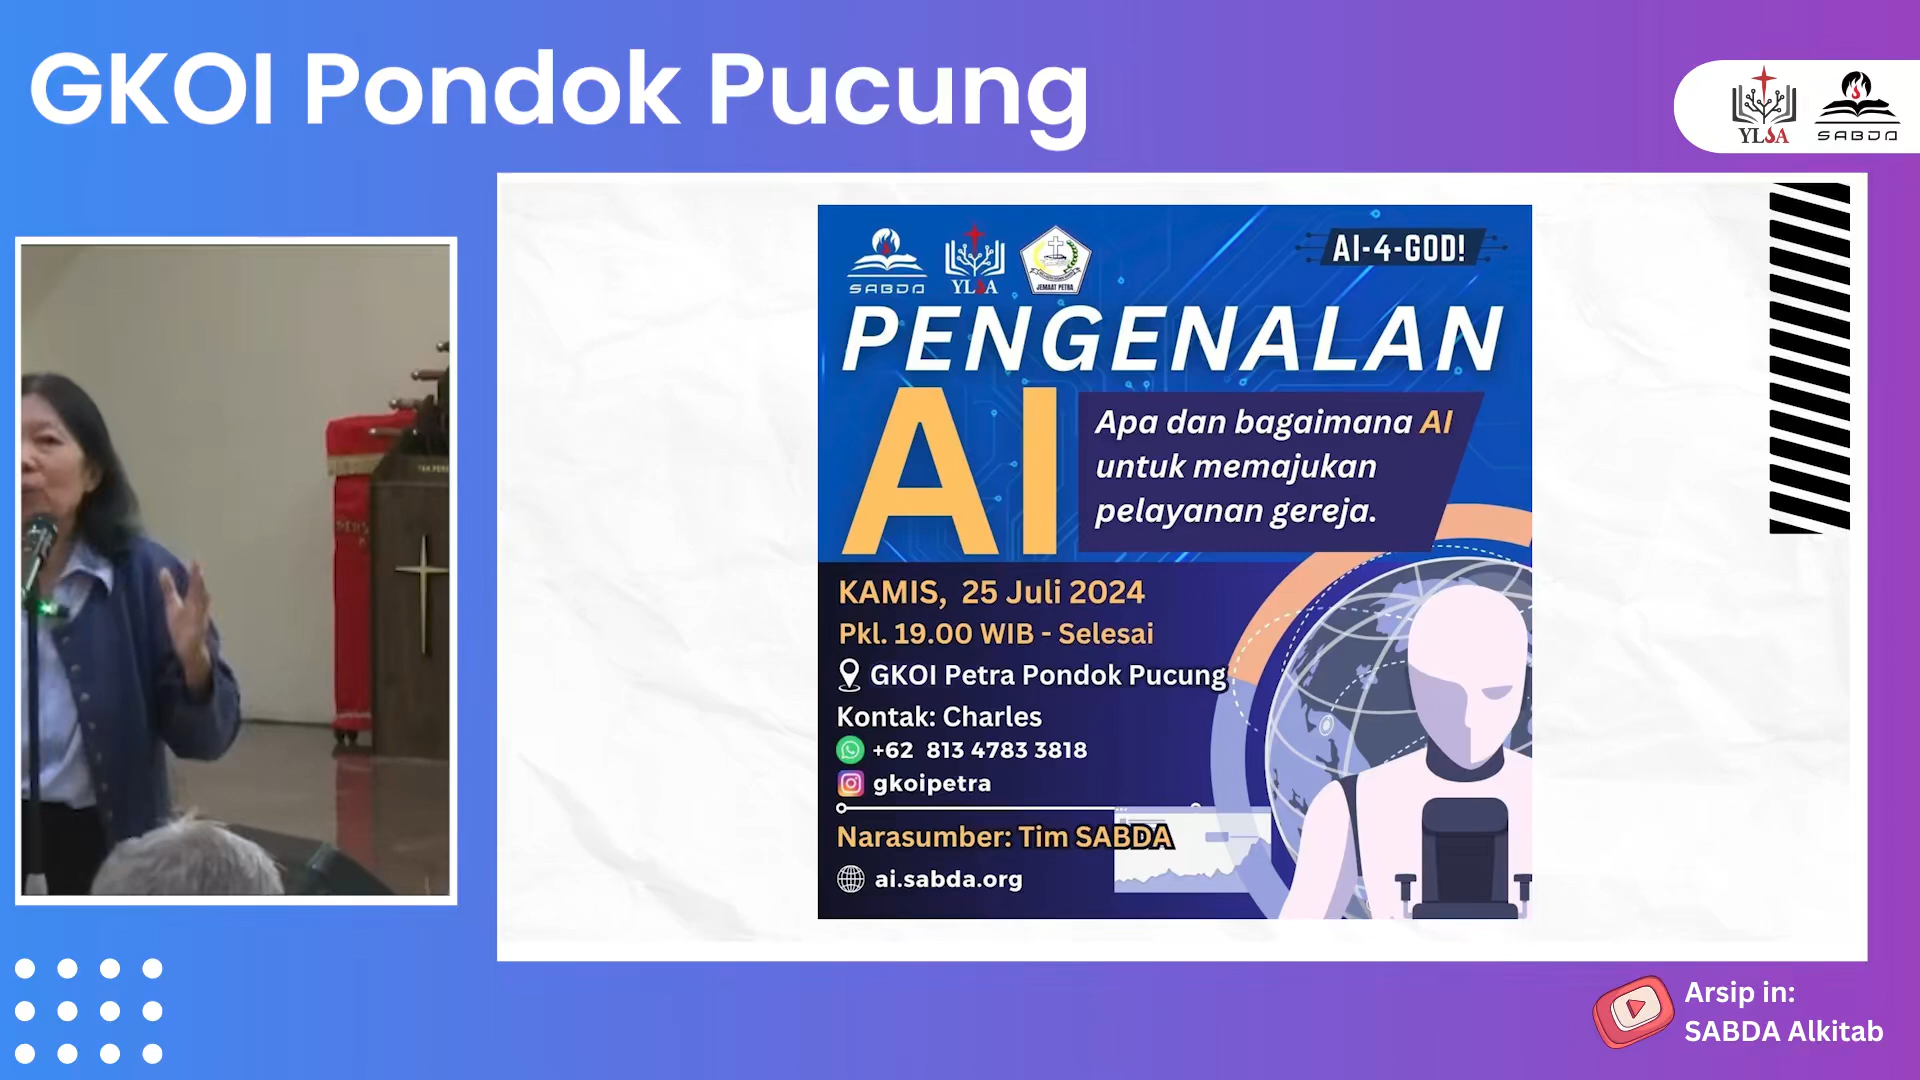 GKOI Pondok Pucung
YLSA
SABDA
SABDA
YLSA
JEMAAT PETRA
AI-4-GOD!
PENGENALAN
AI
Apa dan bagaimana AI
untuk memajukan
pelayanan gereja.
KAMIS, 25 Juli 2024
Pkl. 19.00 WIB - Selesai
GKOI Petra Pondok Pucung
Kontak: Charles
+62 813 4783 3818
gkoipetra
Narasumber: Tim SABDA
ai.sabda.org
Arsip in:
SABDA Alkitab